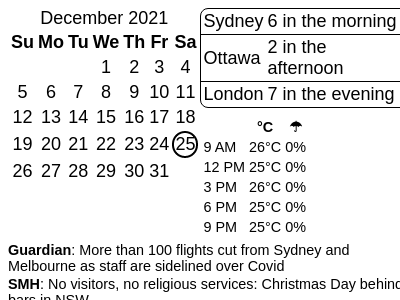 December 2021
Su Mo Tu We Th Fr Sa
1 2 3 4
5 6 7 8 9 10 11
12 13 14 15 16 17 18
19 20 21 22 23 24 25
26 27 28 29 30 31
Sydney 6 in the morning
Ottawa 2 in the
afternoon
London 7 in the evening
°C ☂
9 AM 26°C 0%
12 PM 25°C 0%
3 PM 26°C 0%
6 PM 25°C 0%
9 PM 25°C 0%
Guardian: More than 100 flights cut from Sydney and
Melbourne as staff are sidelined over Covid
SMH: No visitors, no religious services: Christmas Day behind
bars in NSW